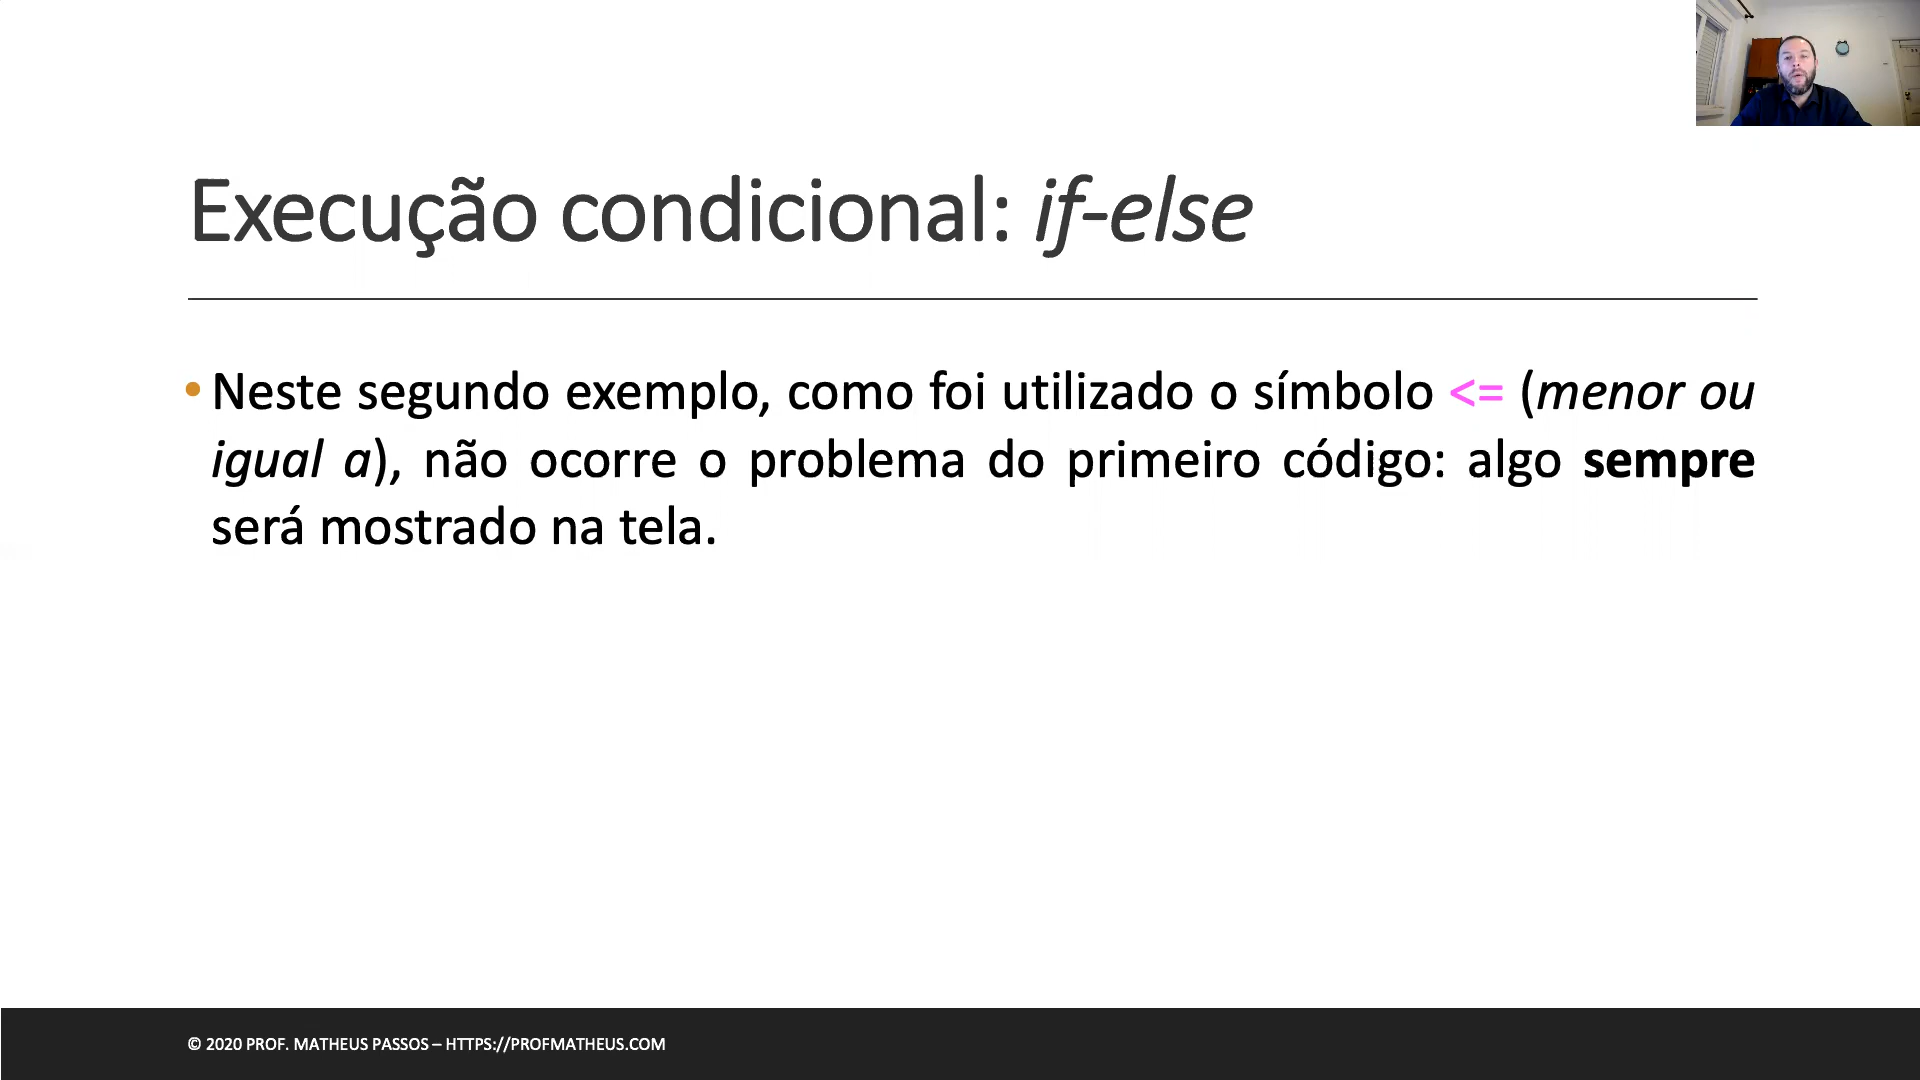 Execução condicional: if-else
• Neste segundo exemplo, como foi utilizado o símbolo <= (menor ou
igual a), não ocorre o problema do primeiro código: algo sempre
será mostrado na tela.
© 2020 PROF. MATHEUS PASSOS – HTTPS://PROFMATHEUS.COM